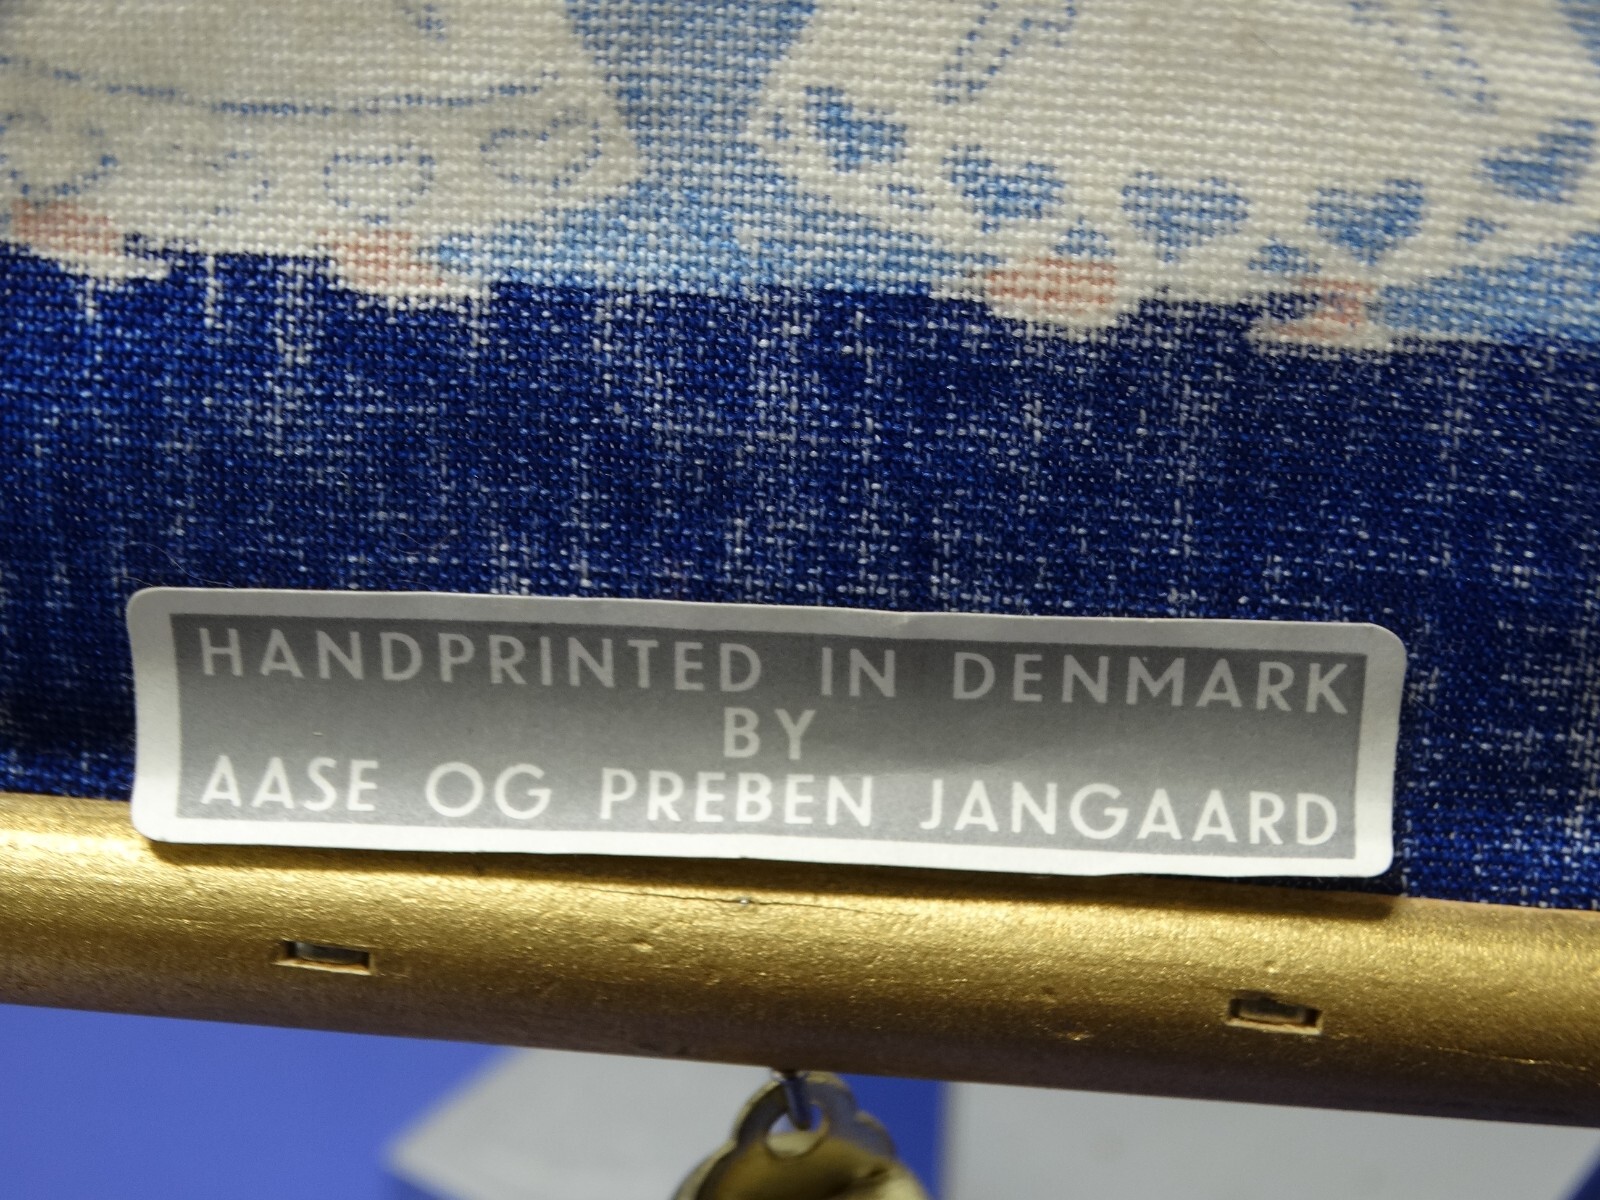 HANDPRINTED IN DENMARK
BY
AASE OG PREBEN JANGAARD